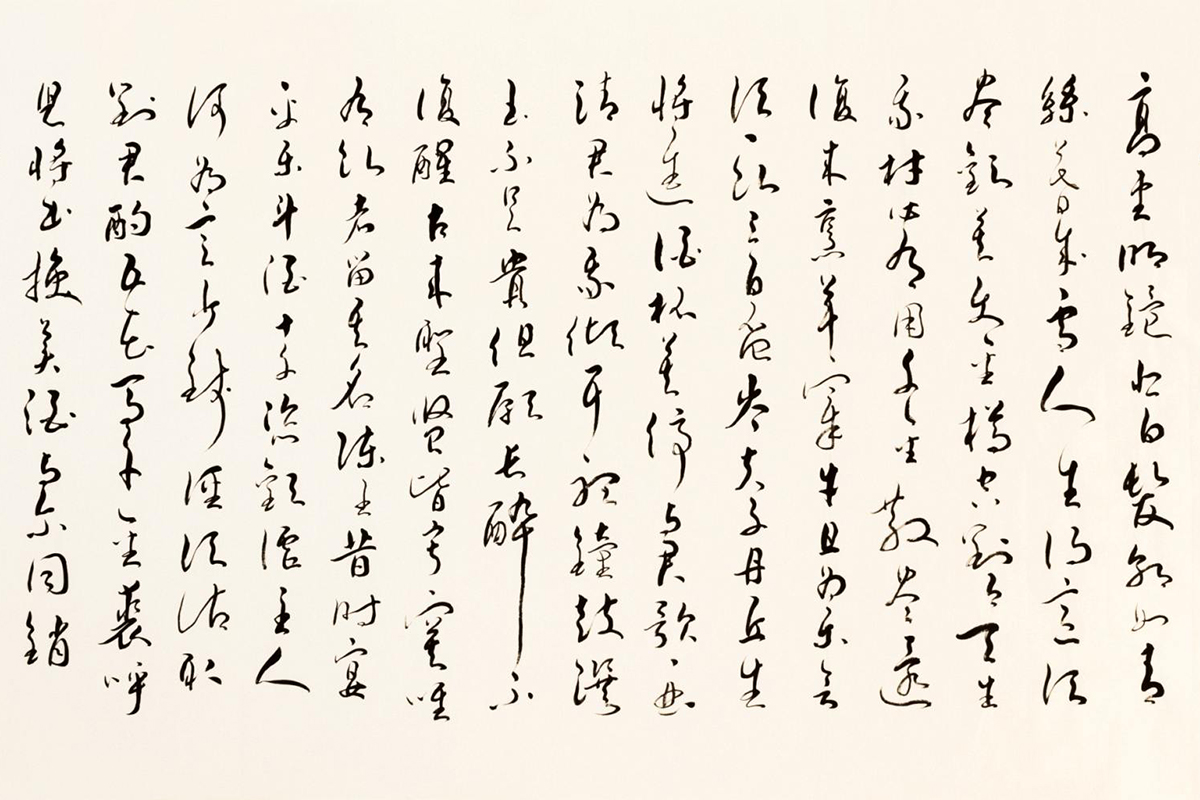 高堂明鏡悲白髮朝如青
絲暮成雪人生得意須
盡歡莫使金樽空對月天生
我材必有用千金散盡還
復来烹羊宰牛且為樂會
須一飲三百杯岑夫子丹丘生
將進酒杯莫停與君歌一曲
請君為我傾耳聽鐘鼓饌
玉不足貴但願長醉不
復醒古来聖賢皆寂寞唯
有飲者留其名陳王昔時宴
平樂斗酒十千恣歡謔主人
何為言少錢徑須沽取
對君酌五花馬千金裘呼
兒將出換美酒與尔同銷